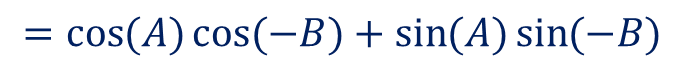 = cos(A) cos(−B) + sin(A) sin(−B)